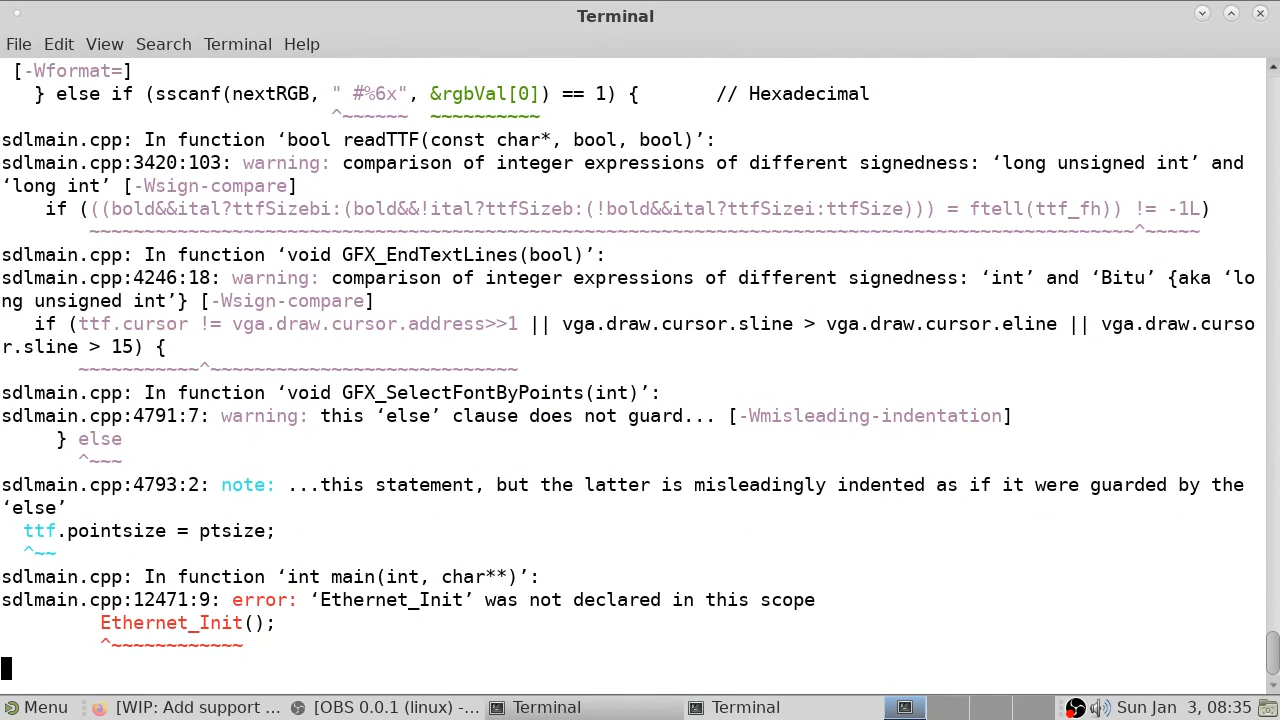 Terminal
File Edit View Search Terminal Help
[-Wformat=]
} else if (sscanf(nextRGB, " #%6x", &rgbVal[0]) == 1) { // Hexadecimal
^~~~~~~ ~~~~~~~~~~
sdlmain.cpp: In function ‘bool readTTF(const char*, bool, bool)’:
sdlmain.cpp:3420:103: warning: comparison of integer expressions of different signedness: ‘long unsigned int’ and
‘long int’ [-Wsign-compare]
if (((bold&&ital?ttfSizebi:(bold&&!ital?ttfSizeb:(!bold&&ital?ttfSizei:ttfSize))) = ftell(ttf_fh)) != -1L)
~~~~~~~~~~~~~~~~~~~~~~~~~~~~~~~~~~~~~~~~~~~~~~~~~~~~~~~~~~~~~~~~~~~~~~~~~~~~~~~~~~~~~~~~~~~~~~~^~~~~~
sdlmain.cpp: In function ‘void GFX_EndTextLines(bool)’:
sdlmain.cpp:4246:18: warning: comparison of integer expressions of different signedness: ‘int’ and ‘Bitu’ {aka ‘lo
ng unsigned int’} [-Wsign-compare]
if (ttf.cursor != vga.draw.cursor.address>>1 || vga.draw.cursor.sline > vga.draw.cursor.eline || vga.draw.curso
r.sline > 15) {
~~~~~~~~~~~^~~~~~~~~~~~~~~~~~~~~~~~~~~~~
sdlmain.cpp: In function ‘void GFX_SelectFontByPoints(int)’:
sdlmain.cpp:4791:7: warning: this ‘else’ clause does not guard... [-Wmisleading-indentation]
} else
^~~~
sdlmain.cpp:4793:2: note: ...this statement, but the latter is misleadingly indented as if it were guarded by the
‘else’
ttf.pointsize = ptsize;
^~~
sdlmain.cpp: In function ‘int main(int, char**)’:
sdlmain.cpp:12471:9: error: ‘Ethernet_Init’ was not declared in this scope
Ethernet_Init();
^~~~~~~~~~~~~
Menu [WIP: Add support ... [OBS 0.0.1 (linux) -... Terminal Terminal Sun Jan 3, 08:35